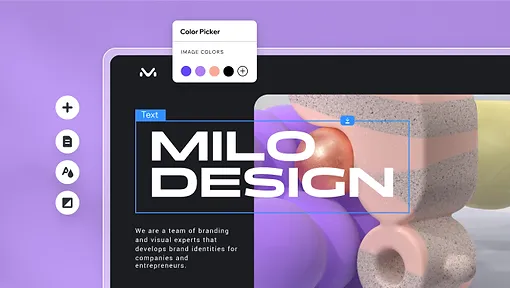 Color Picker
IMAGE COLORS
Text
MILO
DESIGN
We are a team of branding
and visual experts that
develops brand identities for
companies and
entrepreneurs.